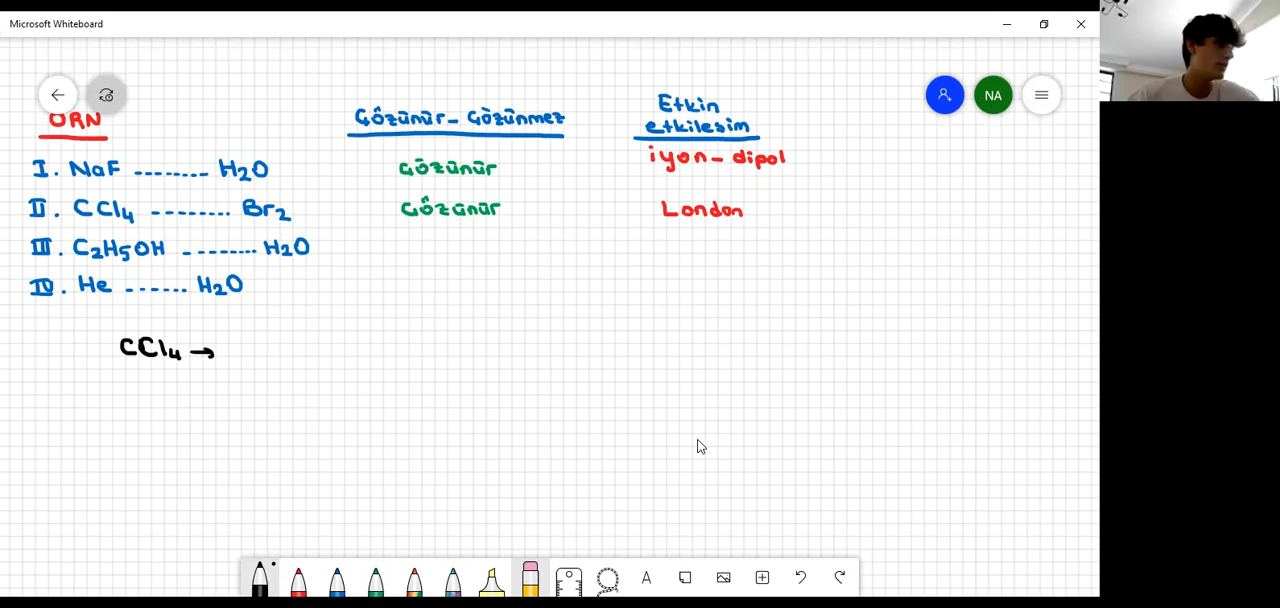 Microsoft Whiteboard
NA
ÖRN
Çözünür - Çözünmez
Etkin
etkileşim
I. NaF -------- H₂O
Çözünür
iyon - dipol
II. CCl₄ -------- Br₂
Çözünür
London
III. C₂H₅OH -------- H₂O
IV. He ------ H₂O
CCl₄ →
A